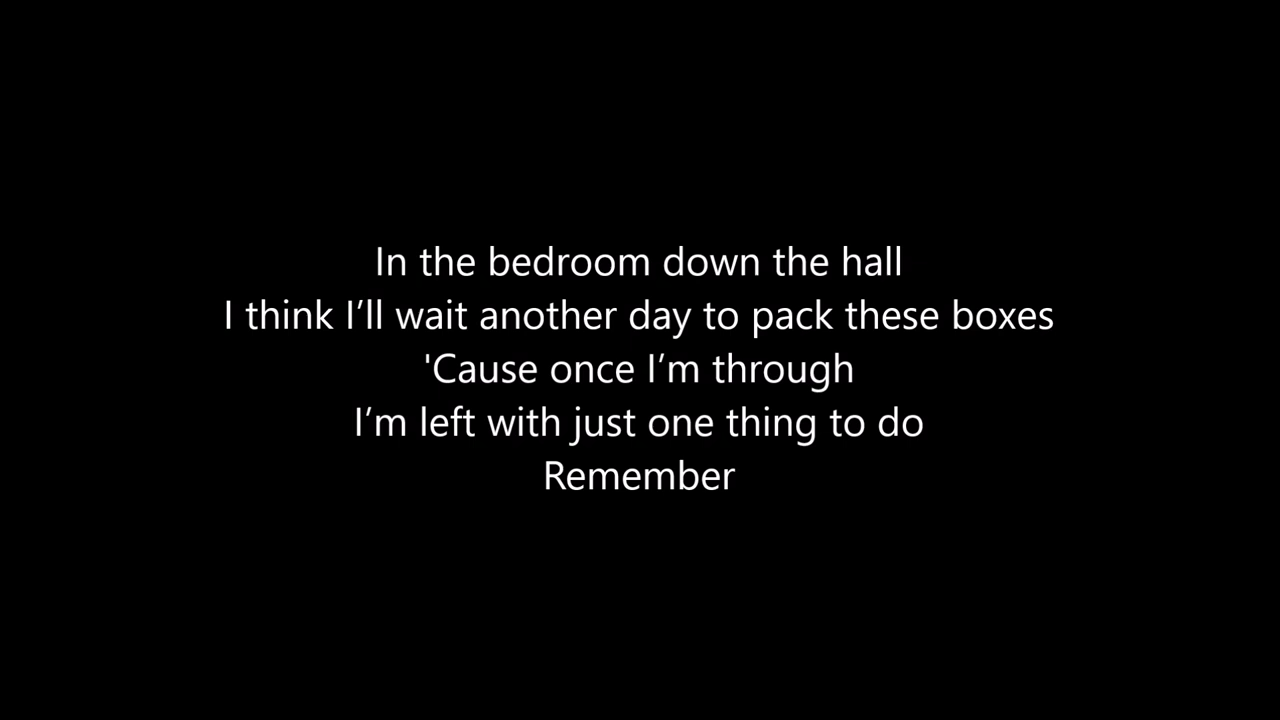 In the bedroom down the hall
I think I’ll wait another day to pack these boxes
'Cause once I’m through
I’m left with just one thing to do
Remember